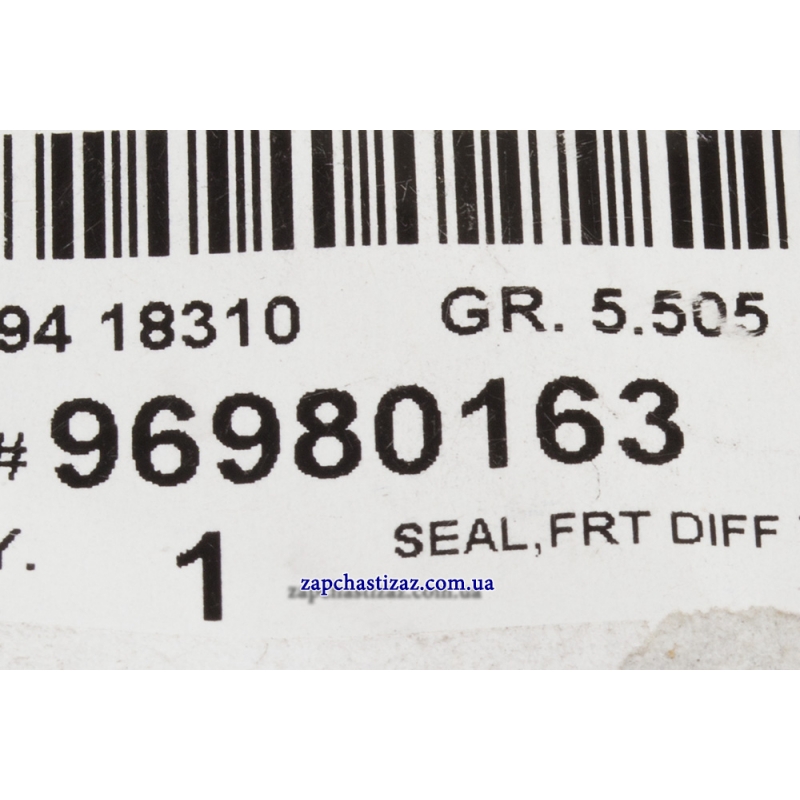 94 18310 GR. 5.505
#96980163
Y. 1 SEAL,FRT DIFF
zapchastizaz.com.ua